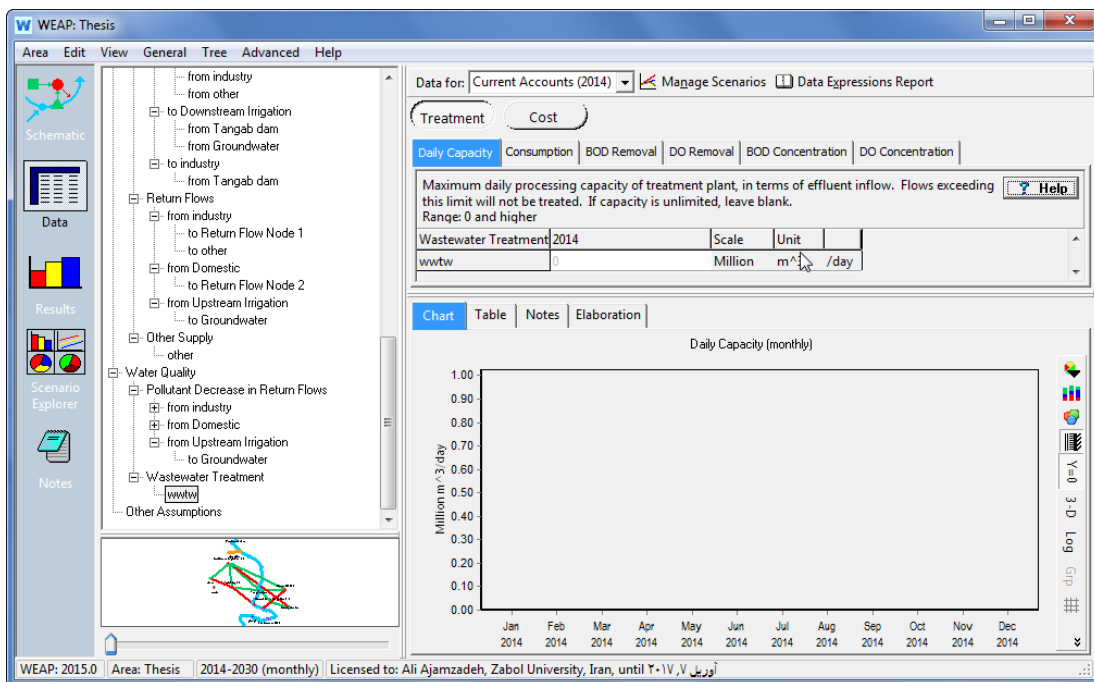 WEAP: Thesis
Area Edit View General Tree Advanced Help
Schematic
Data
Results
Scenario
Explorer
Notes
from industry
from other
to Downstream Irrigation
from Tangab dam
from Groundwater
to industry
from Tangab dam
Return Flows
from industry
to Return Flow Node 1
to other
from Domestic
to Return Flow Node 2
from Upstream Irrigation
to Groundwater
Other Supply
other
Water Quality
Pollutant Decrease in Return Flows
from industry
from Domestic
from Upstream Irrigation
to Groundwater
Wastewater Treatment
wwtw
Other Assumptions
Data for: Current Accounts (2014) Manage Scenarios Data Expressions Report
Treatment Cost
Daily Capacity Consumption BOD Removal DO Removal BOD Concentration DO Concentration
Maximum daily processing capacity of treatment plant, in terms of effluent inflow. Flows exceeding
this limit will not be treated. If capacity is unlimited, leave blank.
Range: 0 and higher
? Help
Wastewater Treatment 2014 Scale Unit
wwtw 0 Million /day
Chart Table Notes Elaboration
Daily Capacity (monthly)
Million m^3/day
1.00
0.90
0.80
0.70
0.60
0.50
0.40
0.30
0.20
0.10
0.00
Jan Feb Mar Apr May Jun Jul Aug Sep Oct Nov Dec
2014 2014 2014 2014 2014 2014 2014 2014 2014 2014 2014 2014
Y=0
3-D
Log
Grp
WEAP: 2015.0 Area: Thesis 2014-2030 (monthly) Licensed to: Ali Ajamzadeh, Zabol University, Iran, until آوریل ۷, ۲۰۱۷